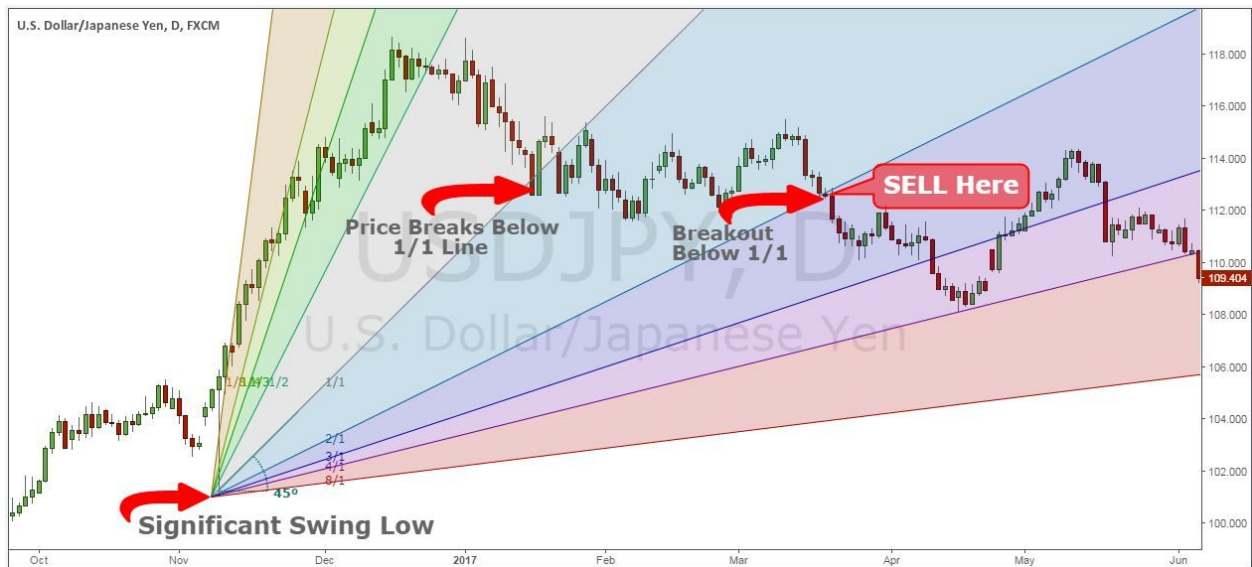 U.S. Dollar/Japanese Yen, D, FXCM
118.000
116.000
114.000
SELL Here
Price Breaks Below
1/1 Line
Breakout
Below 1/1
112.000
USDJPY, D
110.000
109.404
U.S. Dollar/Japanese Yen
108.000
106.000
1/2
1/1
104.000
2/1
3/1
4/1
8/1
102.000
45º
Significant Swing Low
100.000
Oct Nov Dec 2017 Feb Mar Apr May Jun